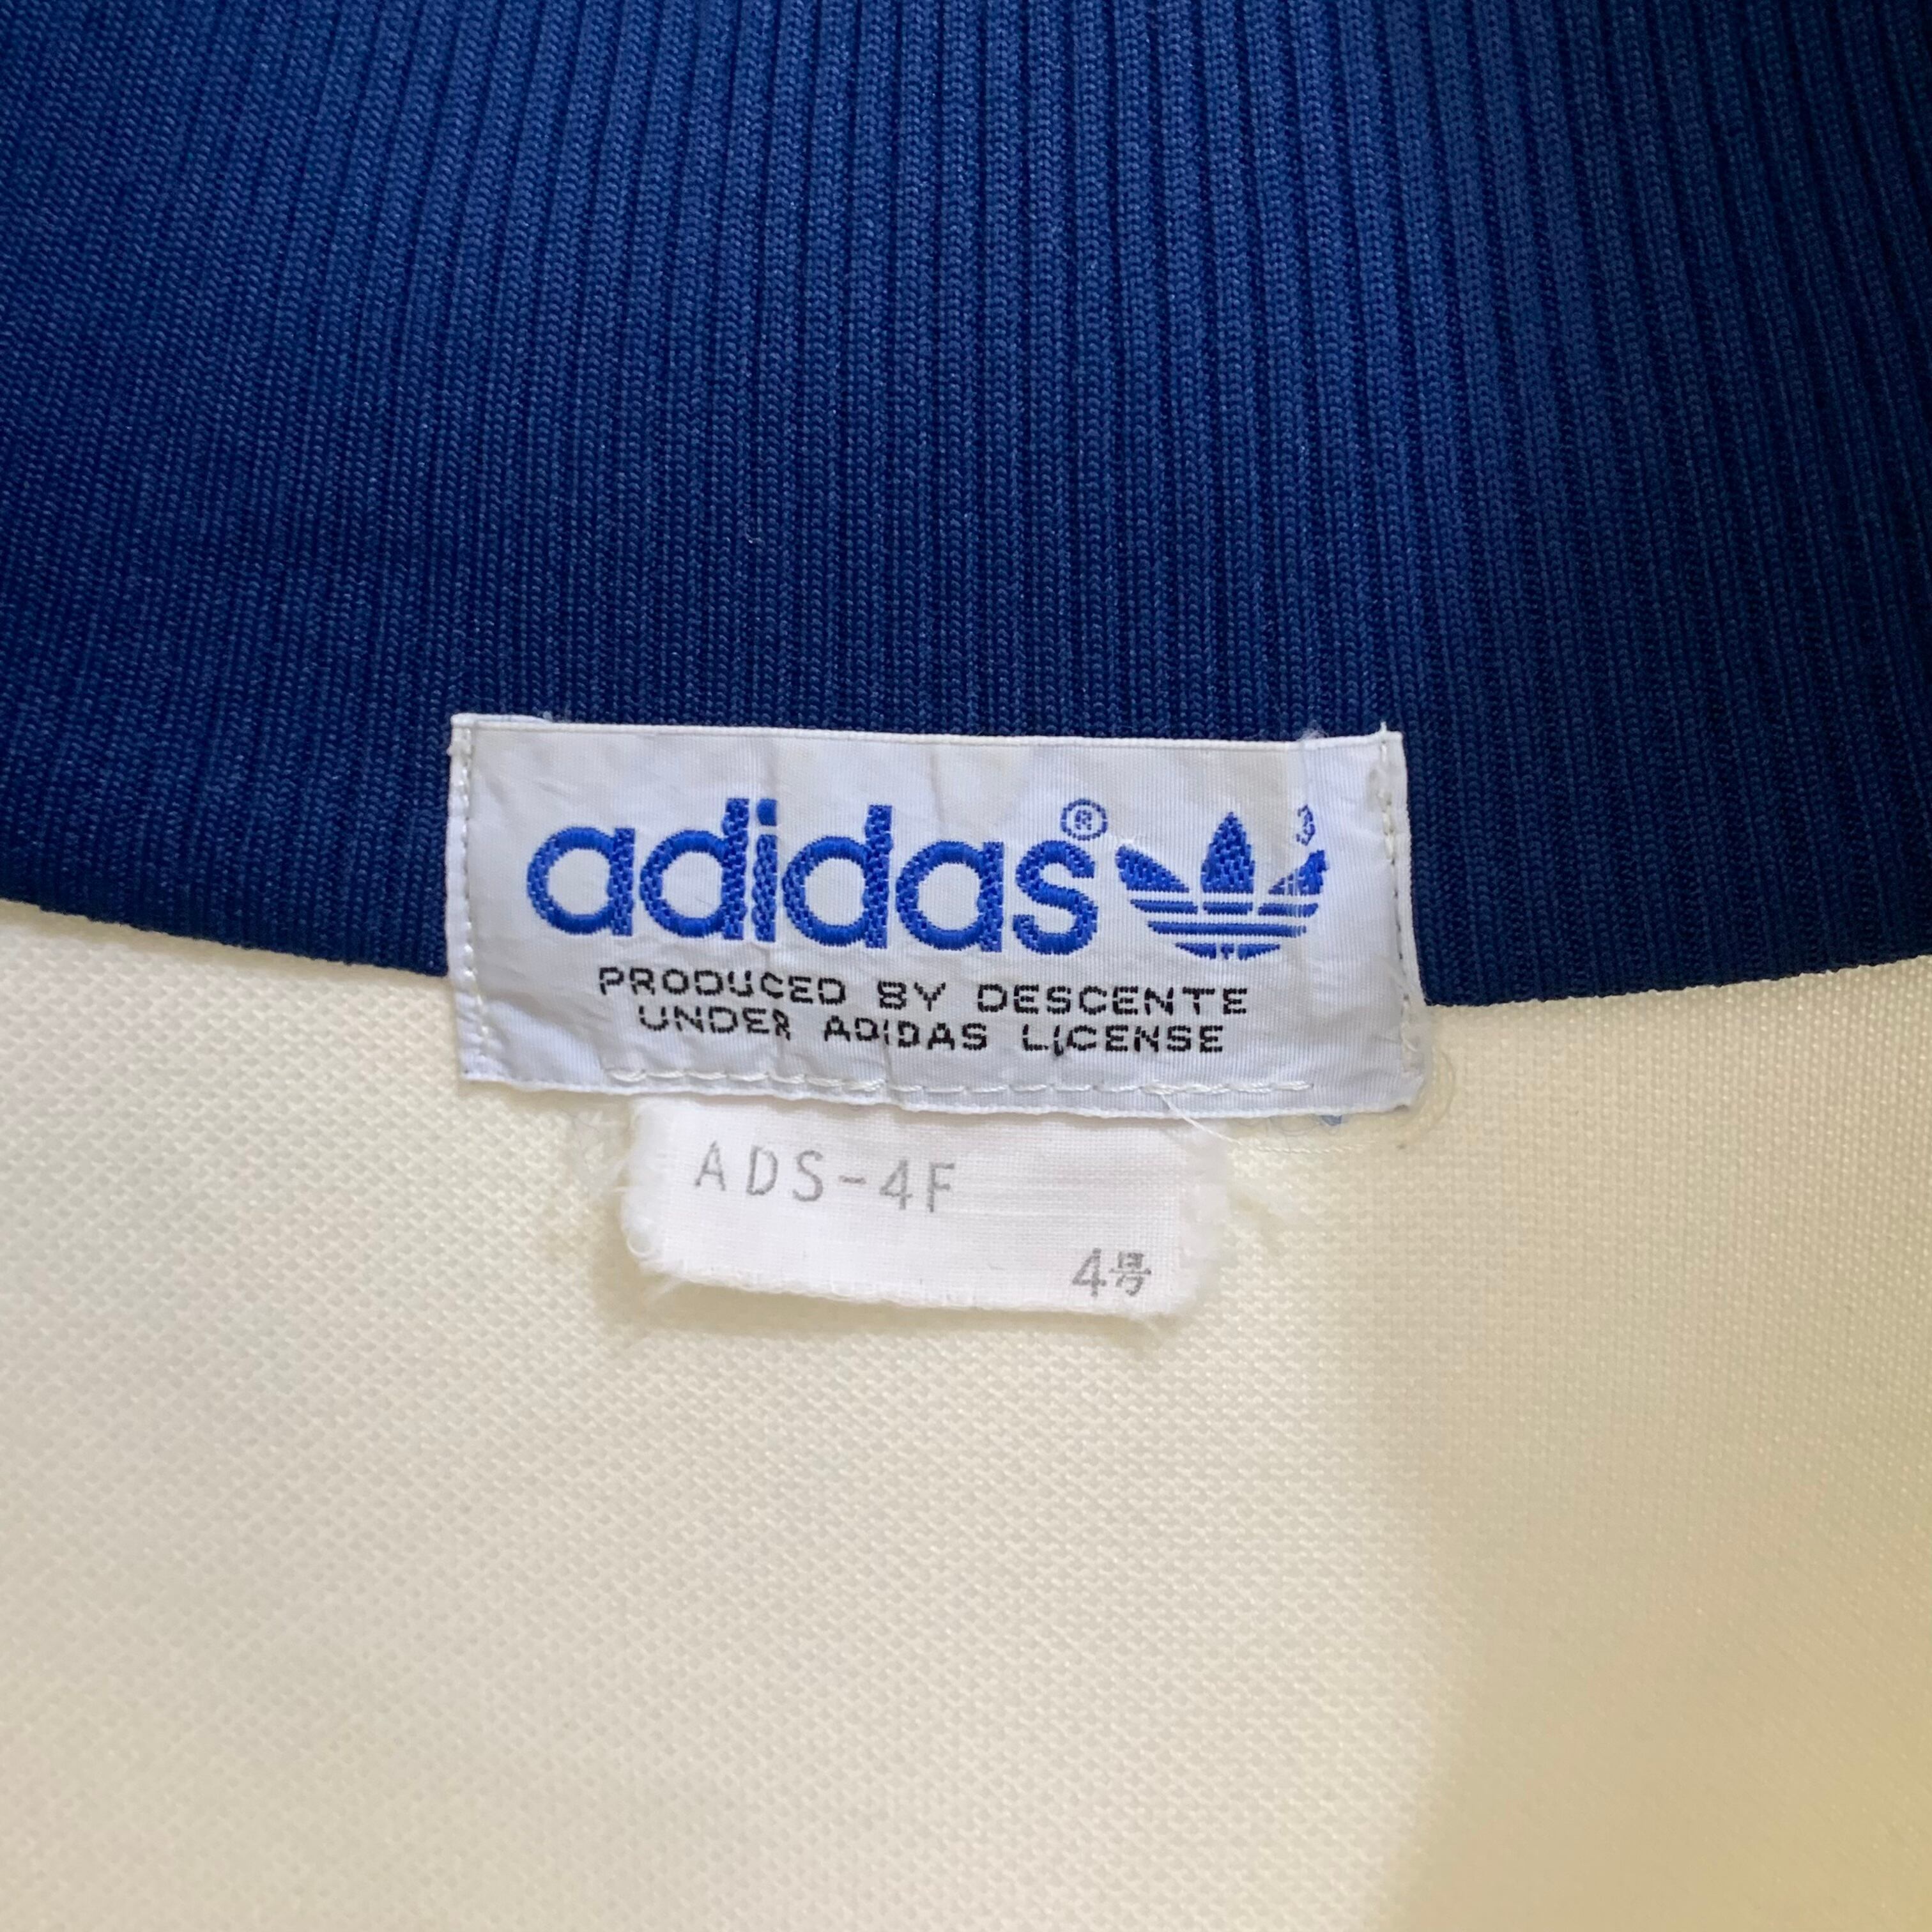 adidas®
PRODUCED BY DESCENTE
UNDER ADIDAS LICENSE
ADS-4F
4号